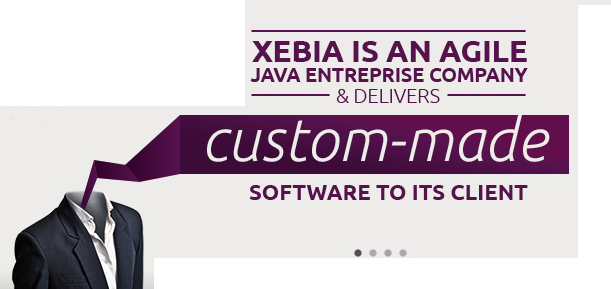 XEBIA IS AN AGILE
JAVA ENTREPRISE COMPANY
& DELIVERS
custom-made
SOFTWARE TO ITS CLIENT